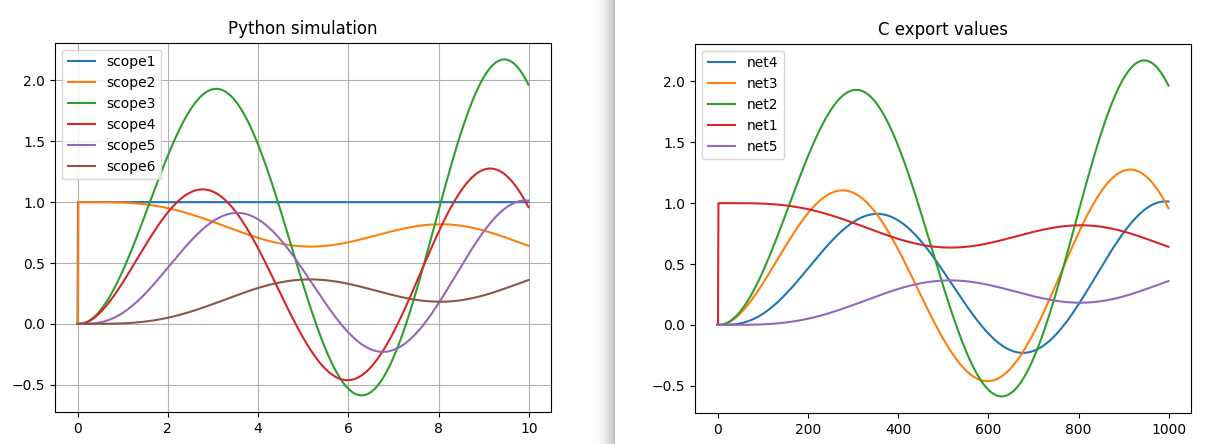 Python simulation
scope1
scope2
scope3
scope4
scope5
scope6
2.0
1.5
1.0
0.5
0.0
−0.5
0 2 4 6 8 10
C export values
net4
net3
net2
net1
net5
2.0
1.5
1.0
0.5
0.0
−0.5
0 200 400 600 800 1000